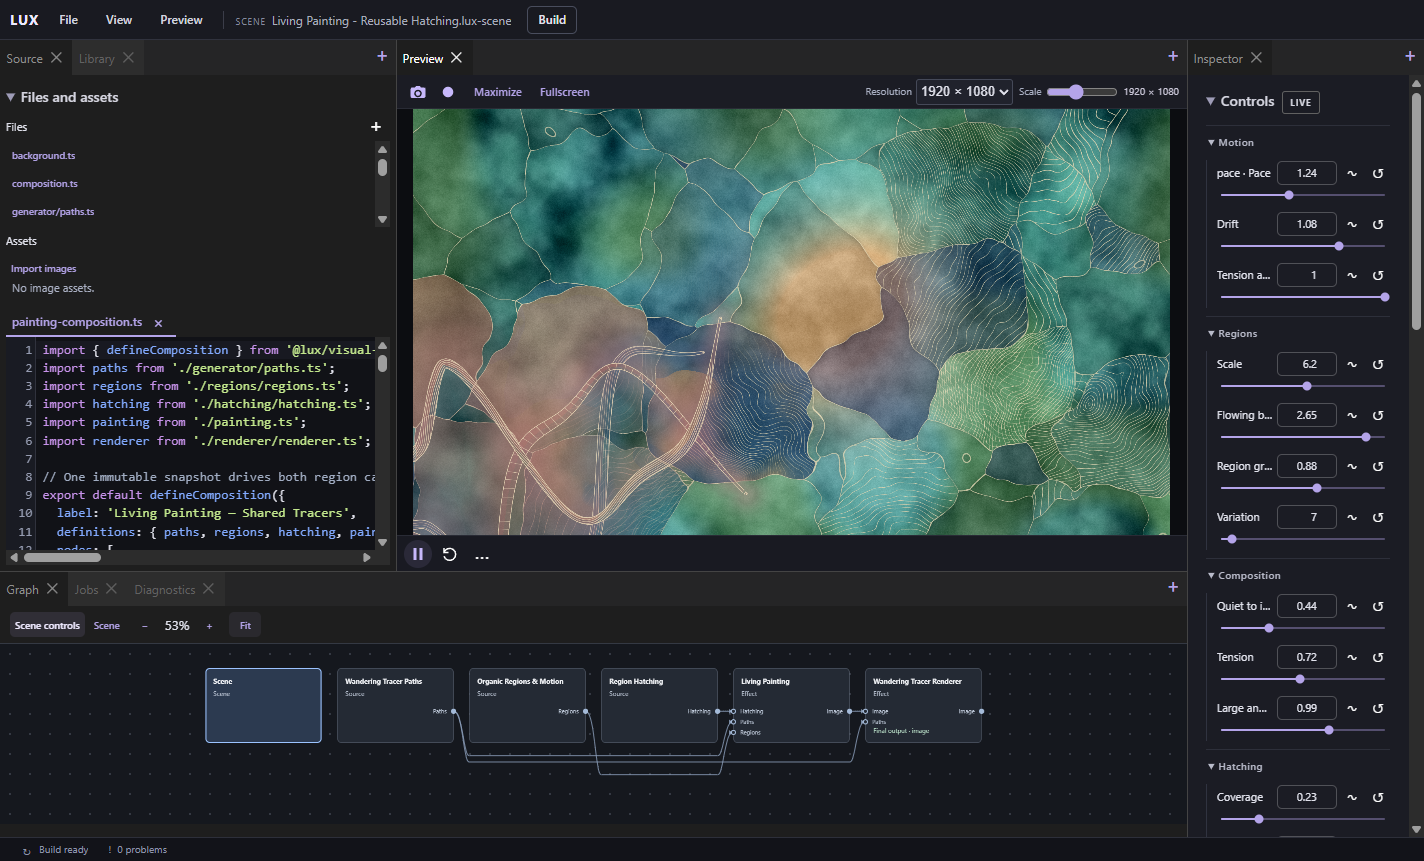 LUX File View Preview SCENE Living Painting - Reusable Hatching.lux-scene Build
Source Library
Files and assets
Files
background.ts
composition.ts
generator/paths.ts
Assets
Import images
No image assets.
painting-composition.ts
1 import { defineComposition } from '@lux/visual-
2 import paths from './generator/paths.ts';
3 import regions from './regions/regions.ts';
4 import hatching from './hatching/hatching.ts';
5 import painting from './painting.ts';
6 import renderer from './renderer/renderer.ts';
7
8 // One immutable snapshot drives both region ca
9 export default defineComposition({
10 label: 'Living Painting — Shared Tracers',
11 definitions: { paths, regions, hatching, pain
12 nodes: [
Preview
Maximize Fullscreen Resolution 1920 × 1080 Scale 1920 × 1080
...
Graph Jobs Diagnostics
Scene controls Scene − 53% + Fit
Scene
Scene
Wandering Tracer Paths
Source
Paths
Organic Regions & Motion
Source
Regions
Region Hatching
Source
Hatching
Living Painting
Effect
Hatching Image
Paths
Regions
Wandering Tracer Renderer
Effect
Image Image
Paths
Final output · image
Inspector
Controls LIVE
Motion
pace · Pace 1.24
Drift 1.08
Tension a... 1
Regions
Scale 6.2
Flowing b... 2.65
Region gr... 0.88
Variation 7
Composition
Quiet to i... 0.44
Tension 0.72
Large an... 0.99
Hatching
Coverage 0.23
Build ready ! 0 problems